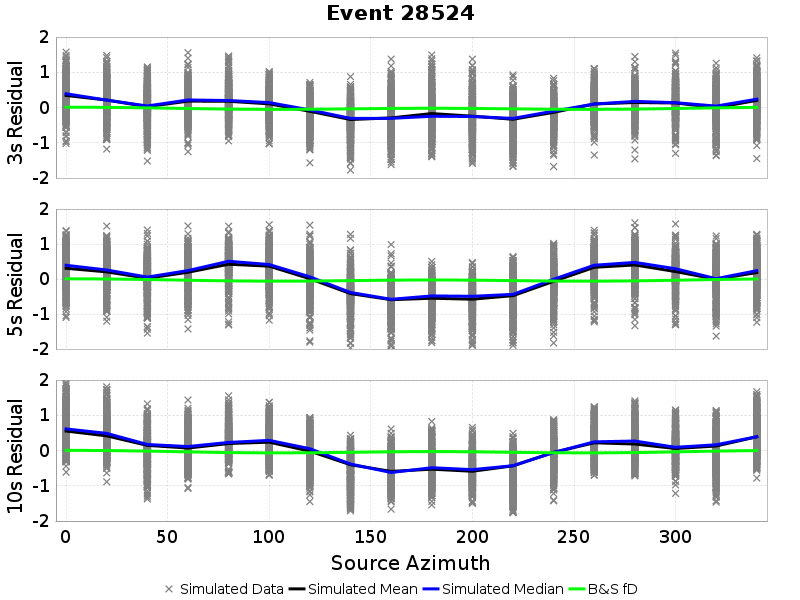 Event 28524
3s Residual
2
1
0
-1
-2
5s Residual
2
1
0
-1
-2
10s Residual
2
1
0
-1
-2
0 50 100 150 200 250 300
Source Azimuth
Simulated Data Simulated Mean Simulated Median B&S fD